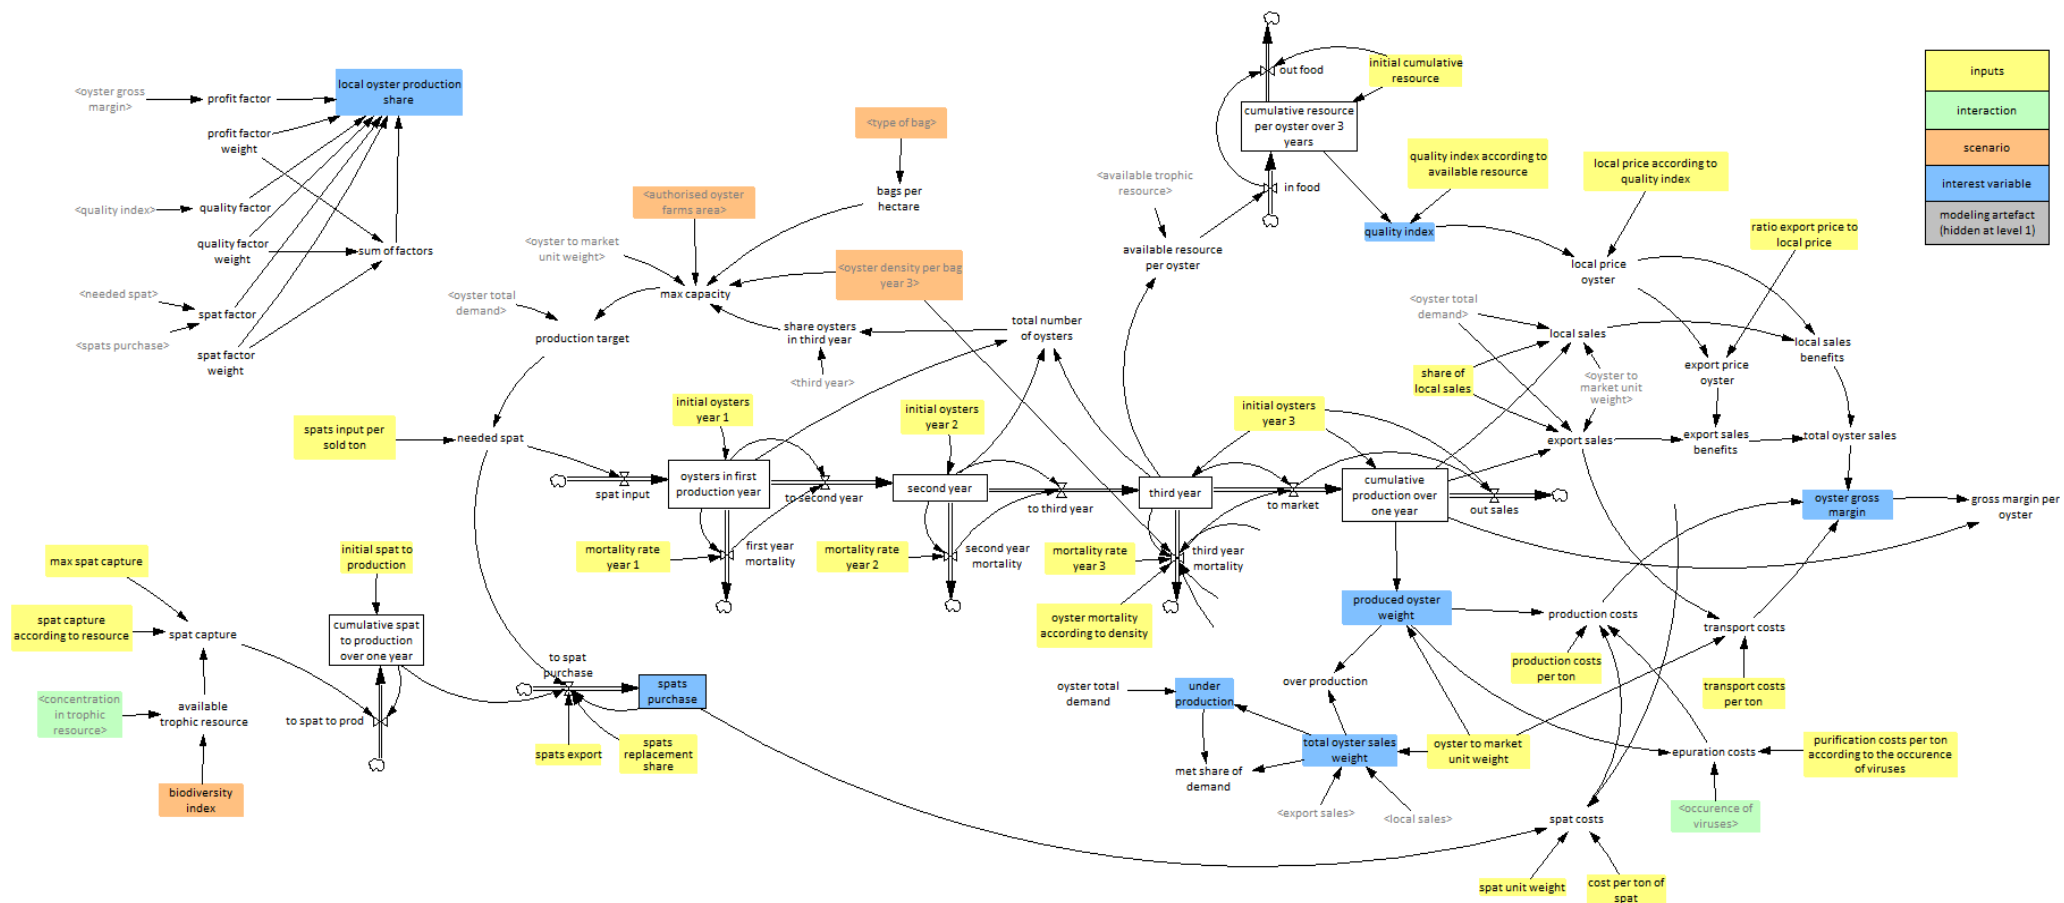 out food
initial cumulative
resource
inputs
interaction
scenario
interest variable
modeling artefact
(hidden at level 1)
<oyster gross
margin>
profit factor
local oyster production
share
profit factor
weight
<quality index>
quality factor
quality factor
weight
sum of factors
<needed spat>
spat factor
<spats purchase>
spat factor
weight
<type of bag>
bags per
hectare
<authorised oyster
farms area>
<oyster to market
unit weight>
<oyster density per bag
year 3>
<oyster total
demand>
max capacity
production target
share oysters
in third year
<third year>
total number
of oysters
cumulative resource
per oyster over 3
years
in food
<available trophic
resource>
available resource
per oyster
quality index according to
available resource
quality index
local price according to
quality index
ratio export price to
local price
local price
oyster
<oyster total
demand>
local sales
local sales
benefits
export price
oyster
share of
local sales
<oyster to
market unit
weight>
export sales
export sales
benefits
total oyster sales
spats input per
sold ton
needed spat
initial oysters
year 1
initial oysters
year 2
initial oysters
year 3
spat input
oysters in first
production year
to second year
second year
to third year
third year
to market
cumulative
production over
one year
out sales
oyster gross
margin
gross margin per
oyster
mortality rate
year 1
first year
mortality
mortality rate
year 2
second year
mortality
mortality rate
year 3
third year
mortality
oyster mortality
according to density
max spat capture
initial spat to
production
spat capture
according to resource
spat capture
cumulative spat
to production
over one year
<concentration
in trophic
resource>
available
trophic resource
to spat to prod
biodiversity
index
to spat
purchase
spats
purchase
spats export
spats
replacement
share
produced oyster
weight
production costs
transport costs
production costs
per ton
transport costs
per ton
over production
oyster total
demand
under
production
total oyster sales
weight
oyster to market
unit weight
met share of
demand
<export sales>
<local sales>
epuration costs
purification costs per ton
according to the occurence
of viruses
<occurence of
viruses>
spat costs
spat unit weight
cost per ton of
spat